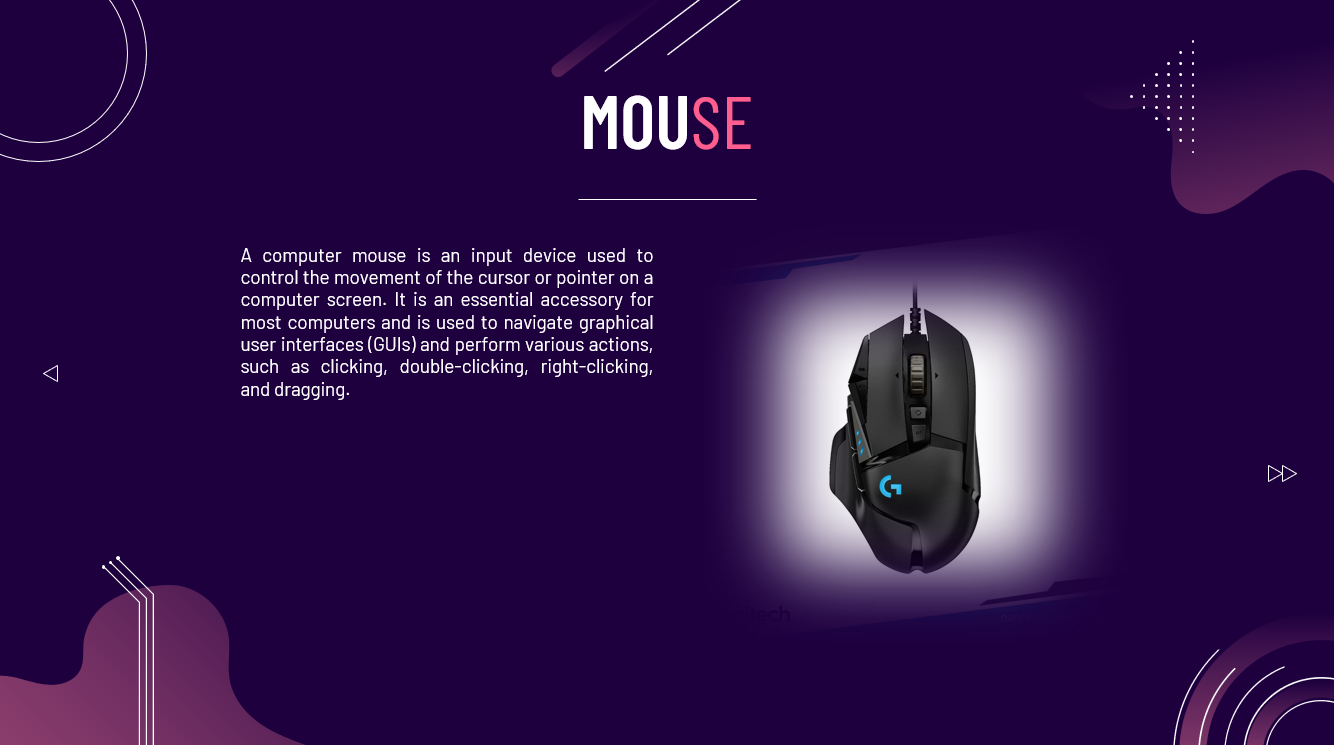 MOUSE
A computer mouse is an input device used to
control the movement of the cursor or pointer on a
computer screen. It is an essential accessory for
most computers and is used to navigate graphical
user interfaces (GUIs) and perform various actions,
such as clicking, double-clicking, right-clicking,
and dragging.
G